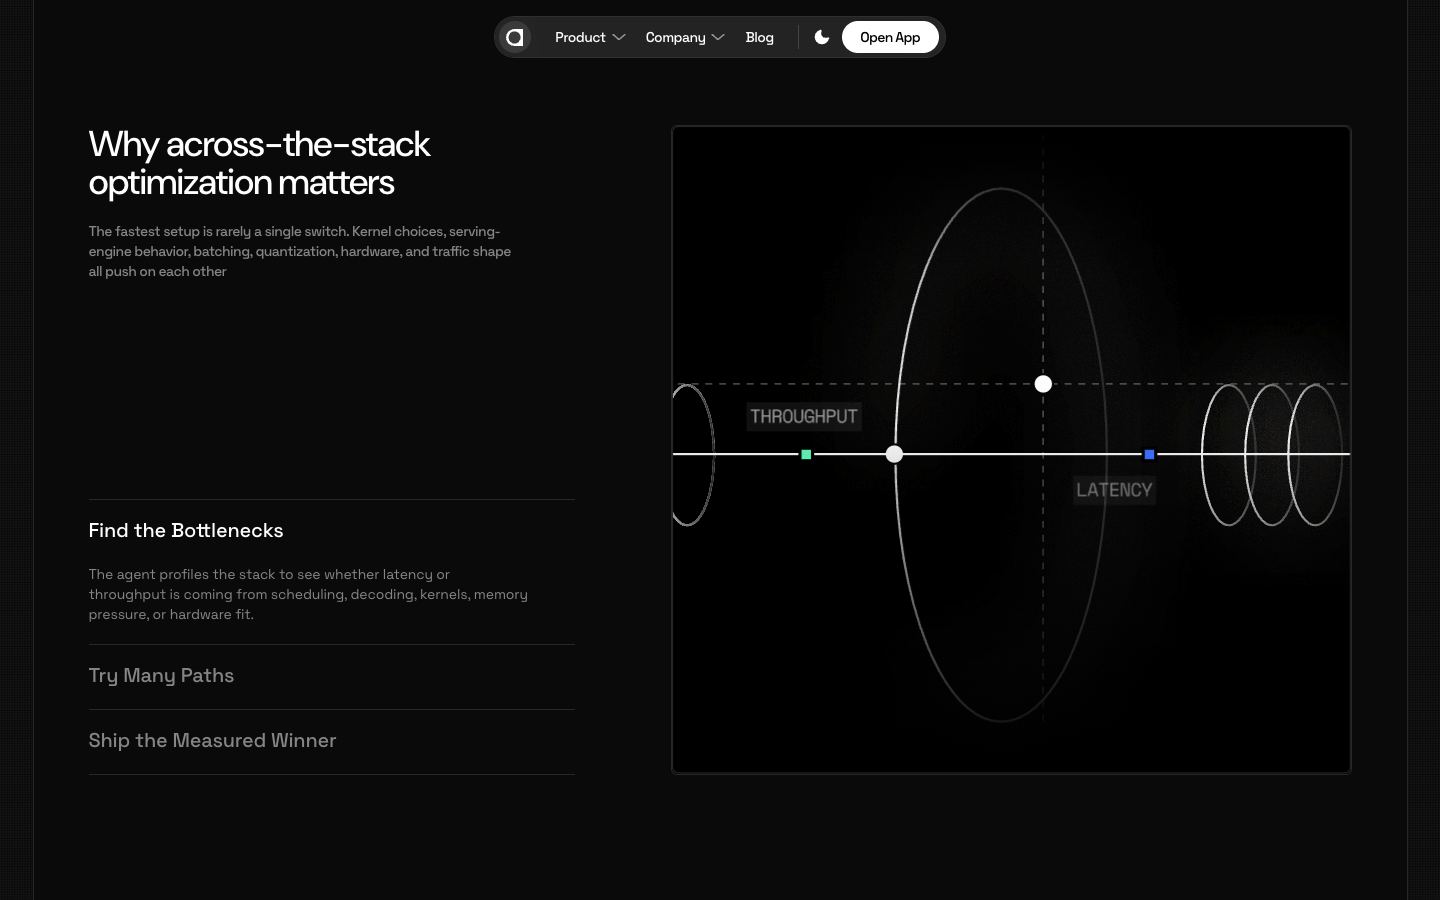 Product
Company
Blog
Open App
Why across-the-stack
optimization matters
The fastest setup is rarely a single switch. Kernel choices, serving-
engine behavior, batching, quantization, hardware, and traffic shape
all push on each other
THROUGHPUT
LATENCY
Find the Bottlenecks
The agent profiles the stack to see whether latency or
throughput is coming from scheduling, decoding, kernels, memory
pressure, or hardware fit.
Try Many Paths
Ship the Measured Winner